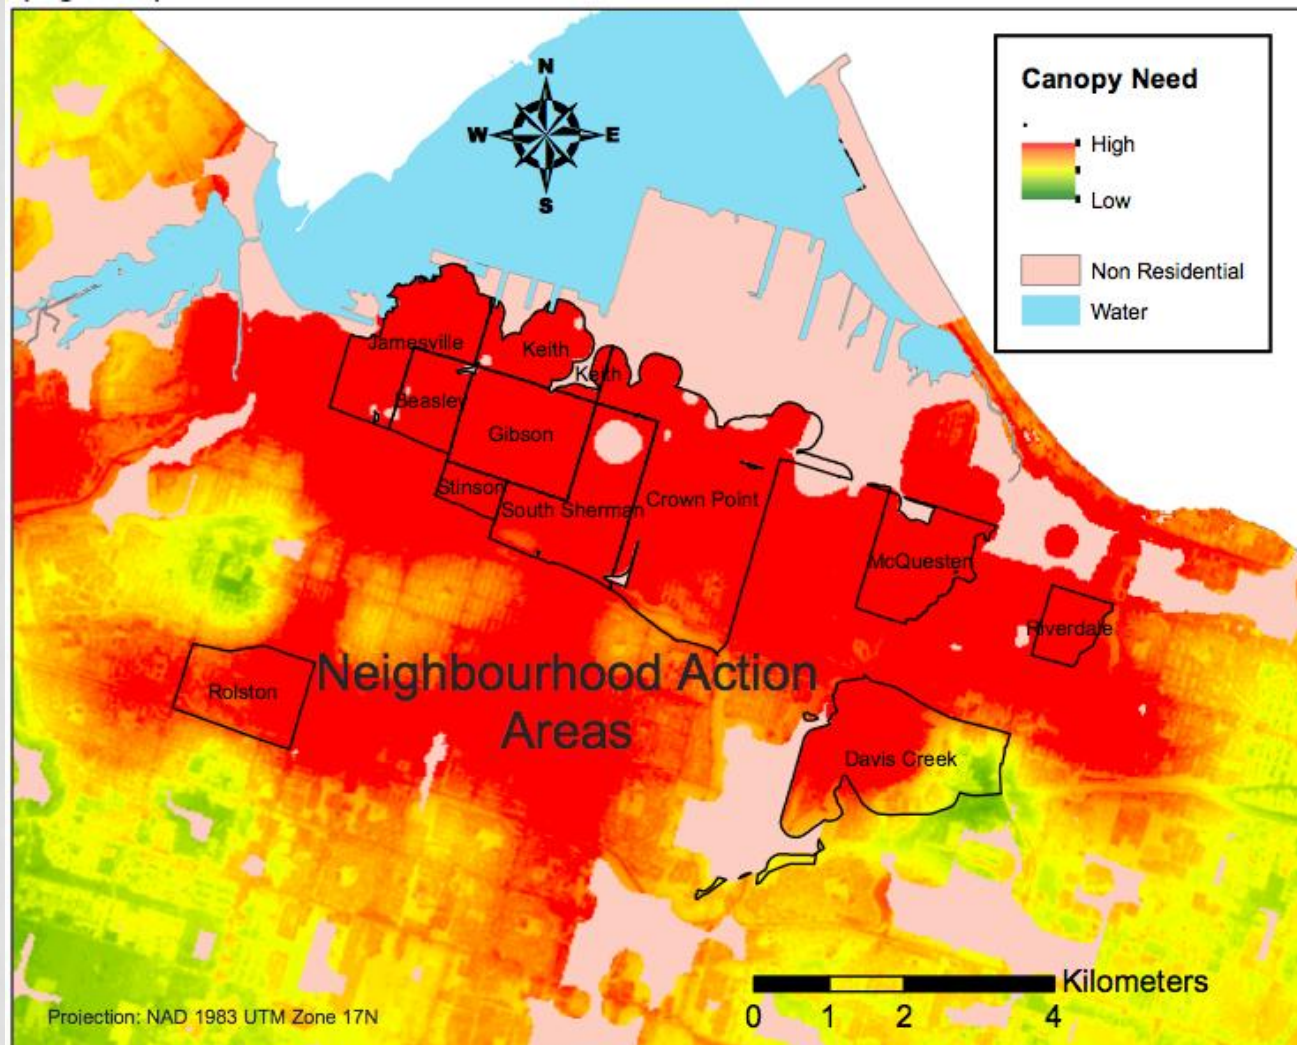 N
W E
S
Canopy Need
High
Low
Non Residential
Water
Jamesville
Keith
Keith
Beasley
Gibson
Stinson
South Sherman
Crown Point
McQuesten
Riverdale
Rolston
Neighbourhood Action
Areas
Davis Creek
Kilometers
0 1 2 4
Projection: NAD 1983 UTM Zone 17N